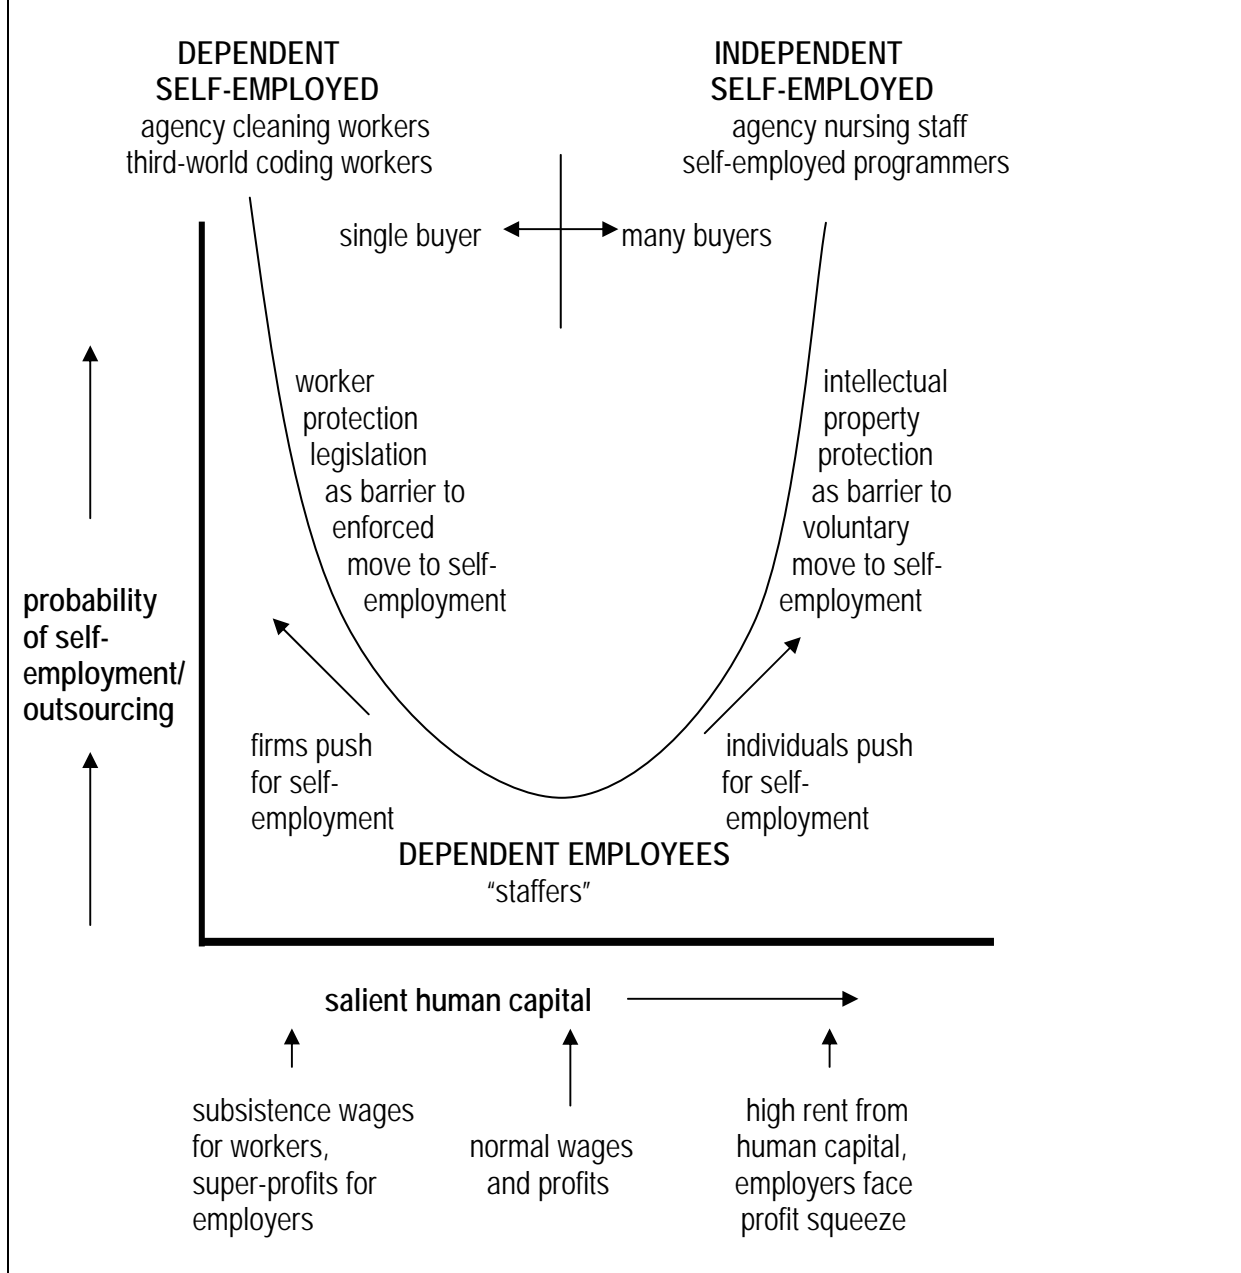 DEPENDENT
SELF-EMPLOYED
agency cleaning workers
third-world coding workers
INDEPENDENT
SELF-EMPLOYED
agency nursing staff
self-employed programmers
single buyer
many buyers
worker
protection
legislation
as barrier to
enforced
move to self-
employment
intellectual
property
protection
as barrier to
voluntary
move to self-
employment
probability
of self-
employment/
outsourcing
firms push
for self-
employment
individuals push
for self-
employment
DEPENDENT EMPLOYEES
“staffers”
salient human capital
subsistence wages
for workers,
super-profits for
employers
normal wages
and profits
high rent from
human capital,
employers face
profit squeeze